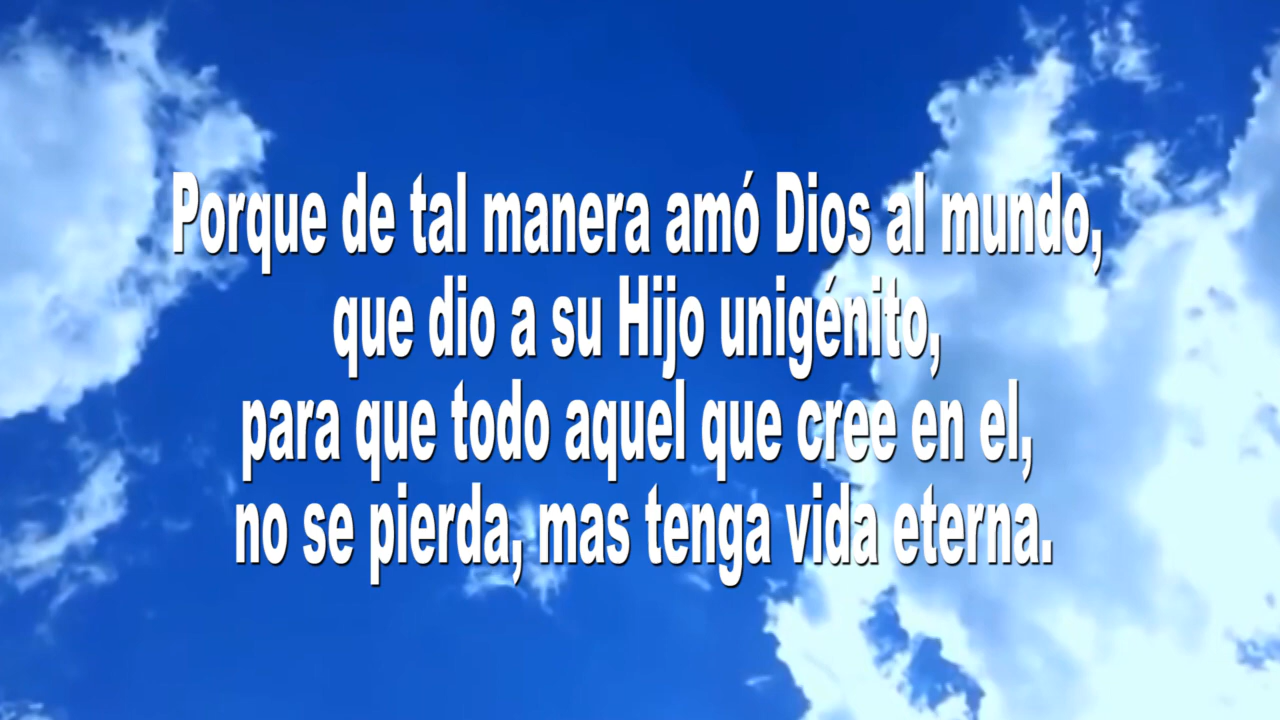 Porque de tal manera amó Dios al mundo,
que dio a su Hijo unigénito,
para que todo aquel que cree en el,
no se pierda, mas tenga vida eterna.